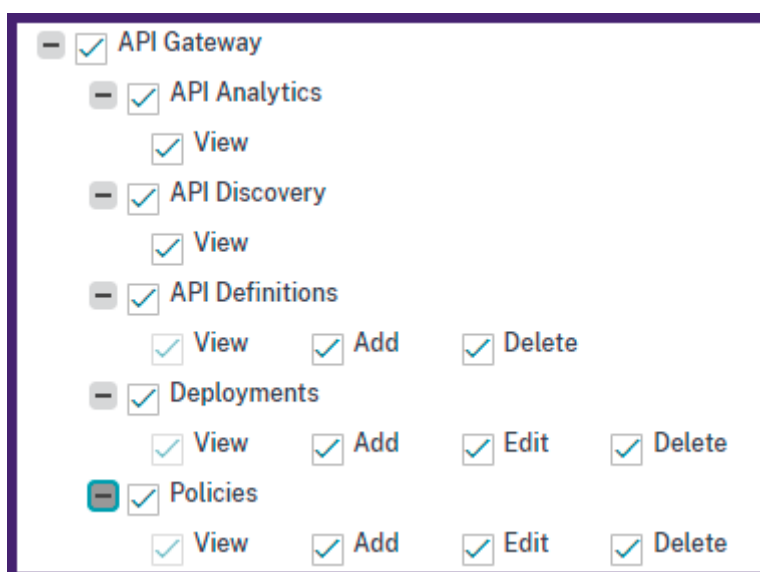 API Gateway
API Analytics
View
API Discovery
View
API Definitions
View Add Delete
Deployments
View Add Edit Delete
Policies
View Add Edit Delete